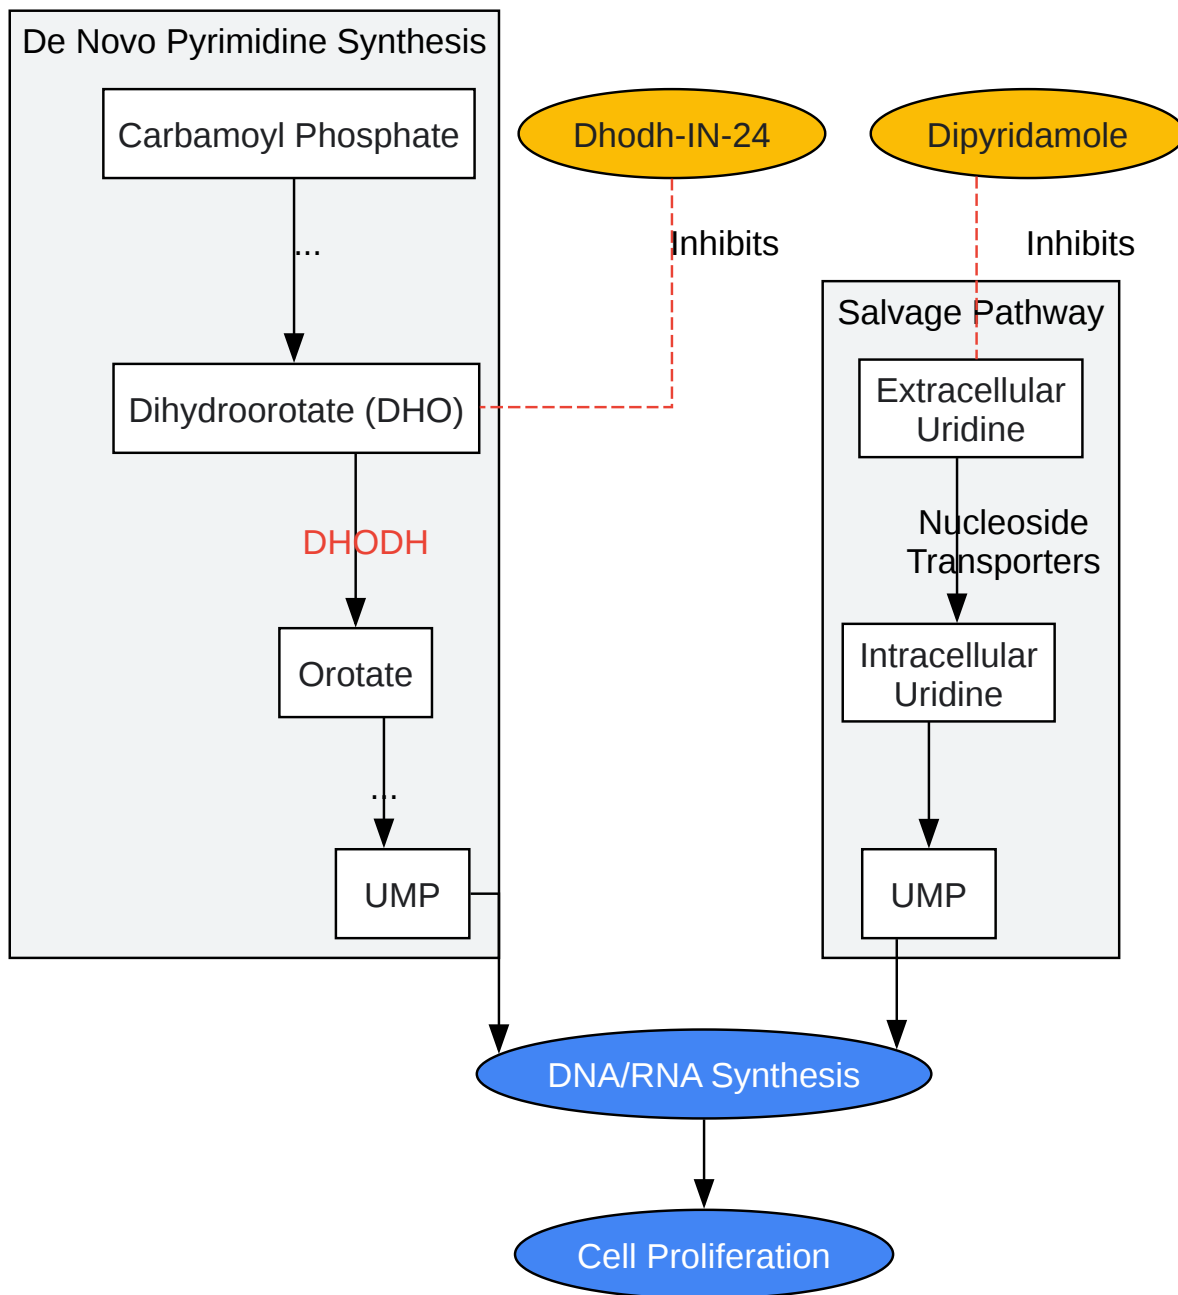 De Novo Pyrimidine Synthesis
Carbamoyl Phosphate
...
Dihydroorotate (DHO)
DHODH
Orotate
...
UMP
Dhodh-IN-24
Inhibits
Dipyridamole
Inhibits
Salvage Pathway
Extracellular
Uridine
Nucleoside
Transporters
Intracellular
Uridine
UMP
DNA/RNA Synthesis
Cell Proliferation